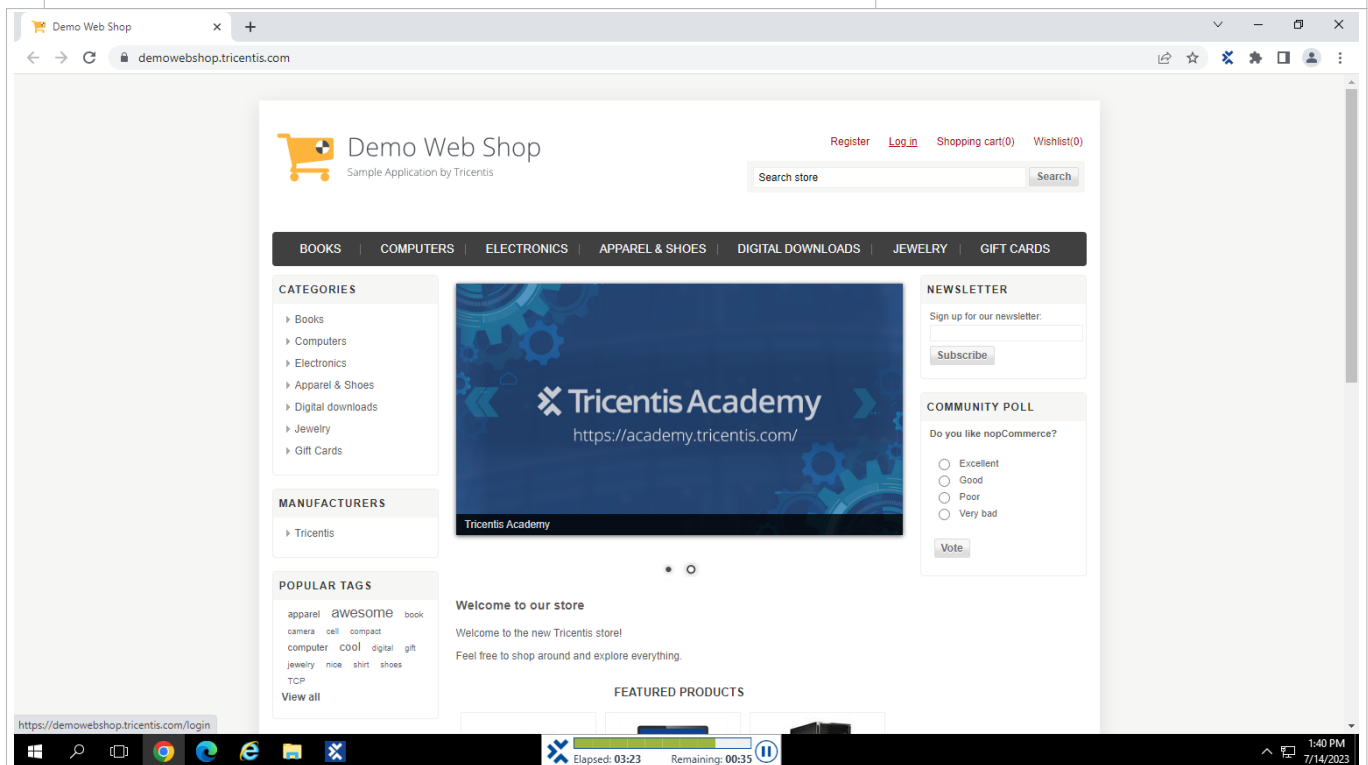 Demo Web Shop
demowebshop.tricentis.com
Demo Web Shop
Sample Application by Tricentis
Register Log in Shopping cart(0) Wishlist(0)
Search store Search
BOOKS | COMPUTERS | ELECTRONICS | APPAREL & SHOES | DIGITAL DOWNLOADS | JEWELRY | GIFT CARDS
CATEGORIES
Books
Computers
Electronics
Apparel & Shoes
Digital downloads
Jewelry
Gift Cards
MANUFACTURERS
Tricentis
POPULAR TAGS
apparel awesome book
camera cell compact
computer cool digital gift
jewelry nice shirt shoes
TCP
View all
Tricentis Academy
https://academy.tricentis.com/
Tricentis Academy
Welcome to our store
Welcome to the new Tricentis store!
Feel free to shop around and explore everything.
FEATURED PRODUCTS
NEWSLETTER
Sign up for our newsletter:
Subscribe
COMMUNITY POLL
Do you like nopCommerce?
Excellent
Good
Poor
Very bad
Vote
https://demowebshop.tricentis.com/login
Elapsed: 03:23 Remaining: 00:35
1:40 PM
7/14/2023